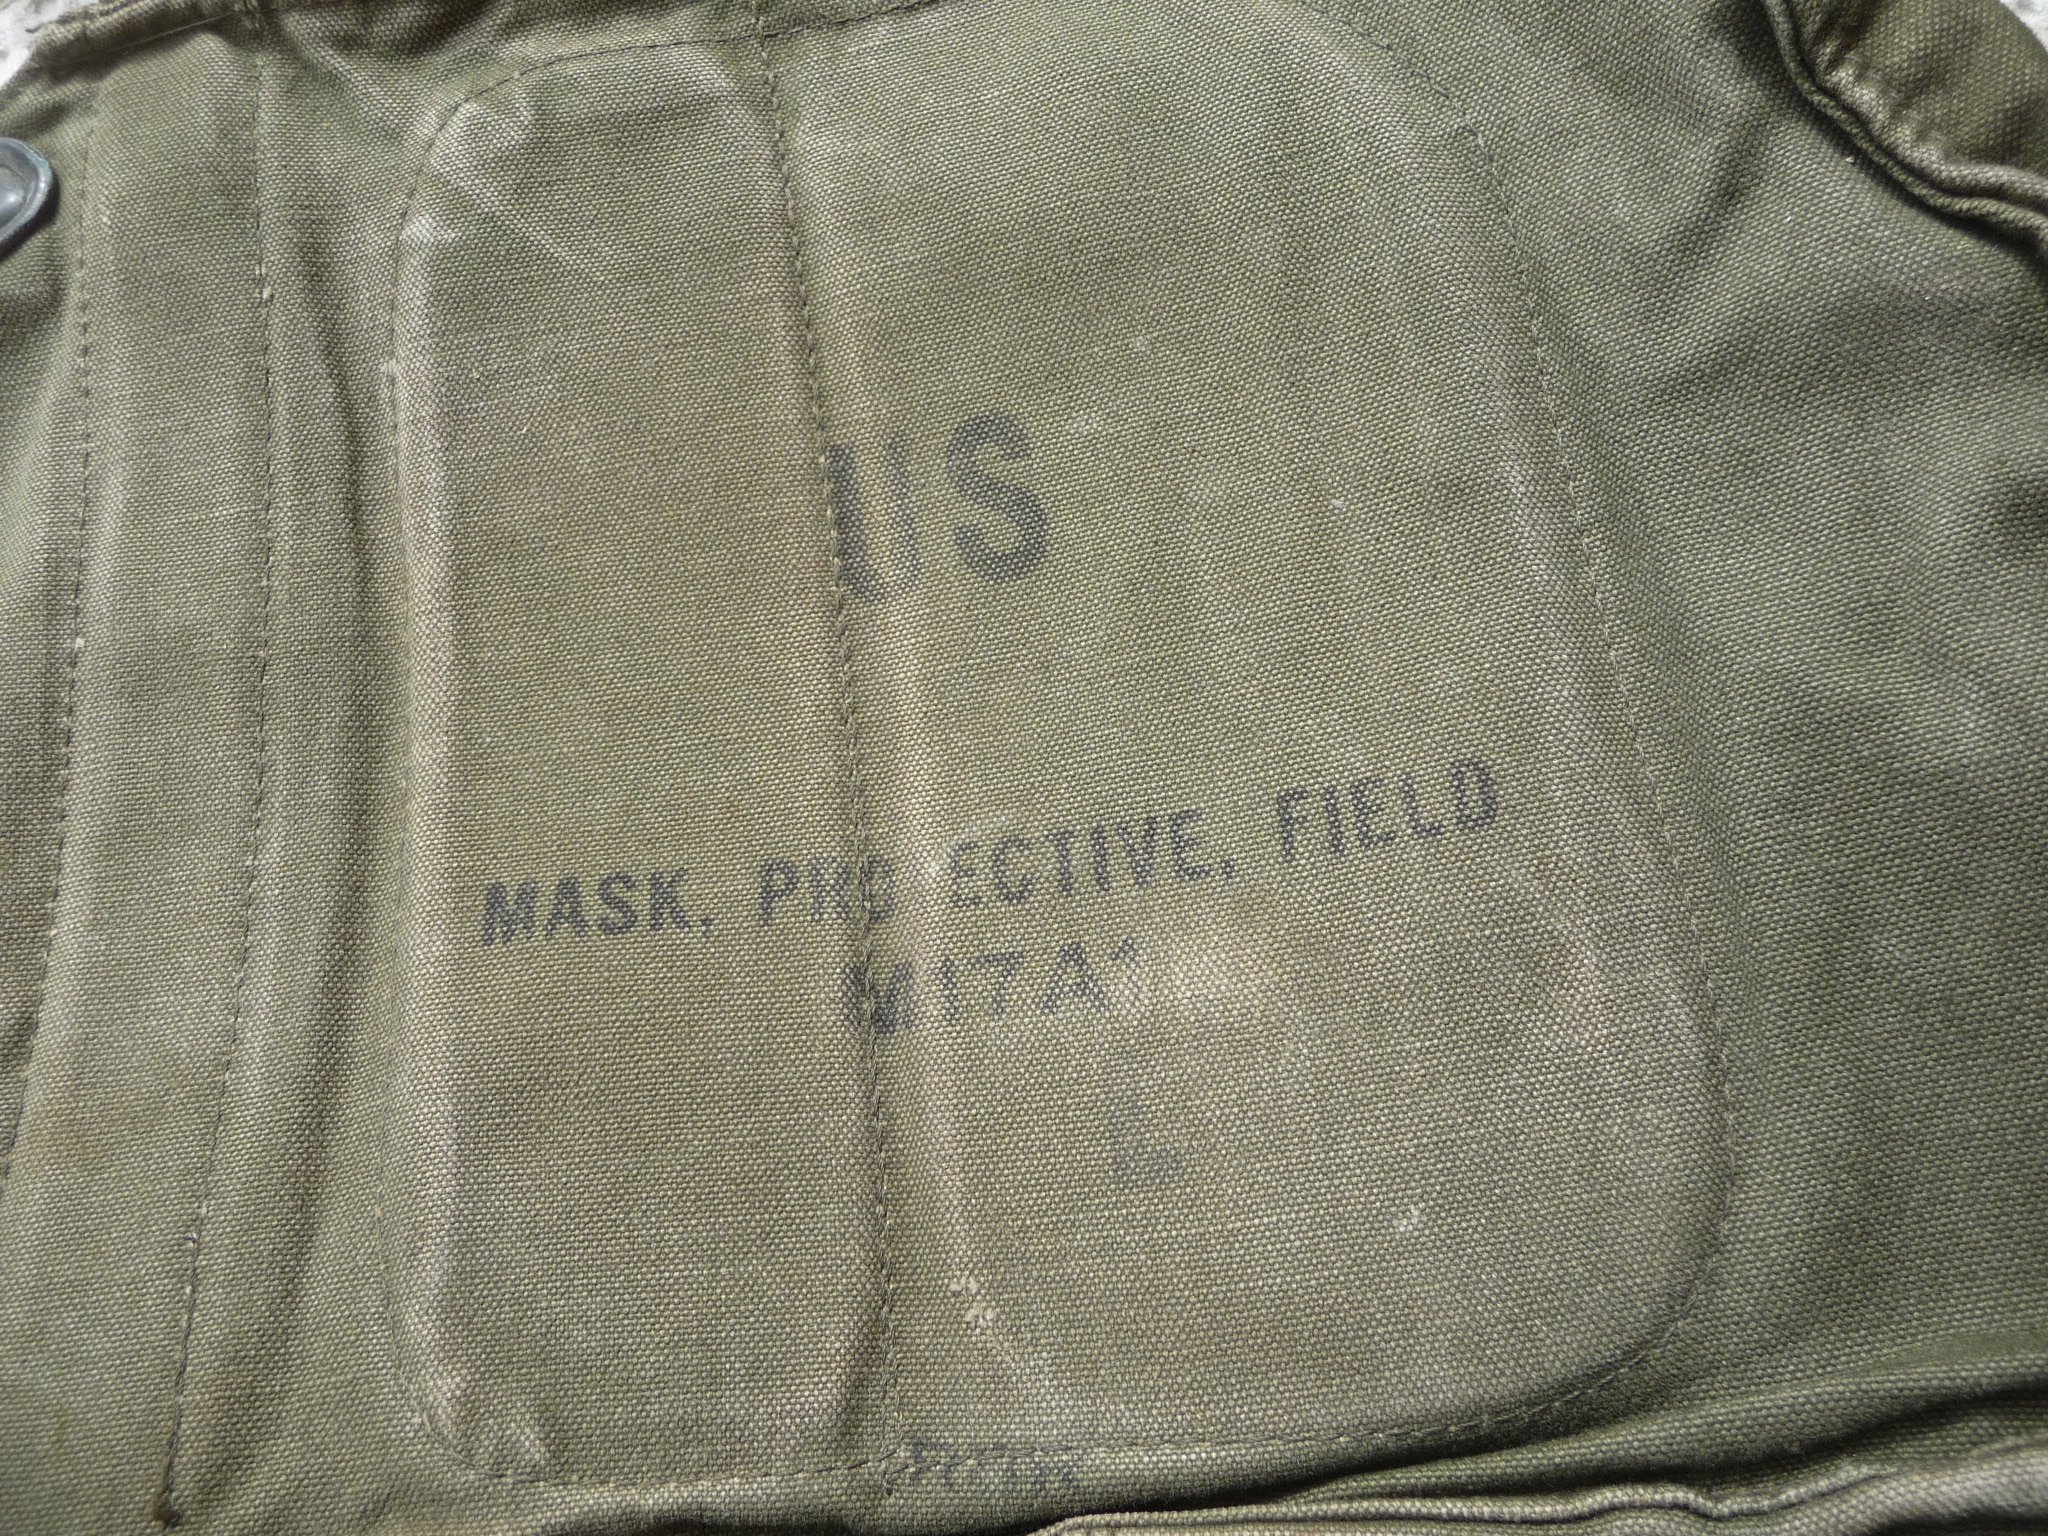 US
MASK, PROTECTIVE, FIELD
M17A1
L